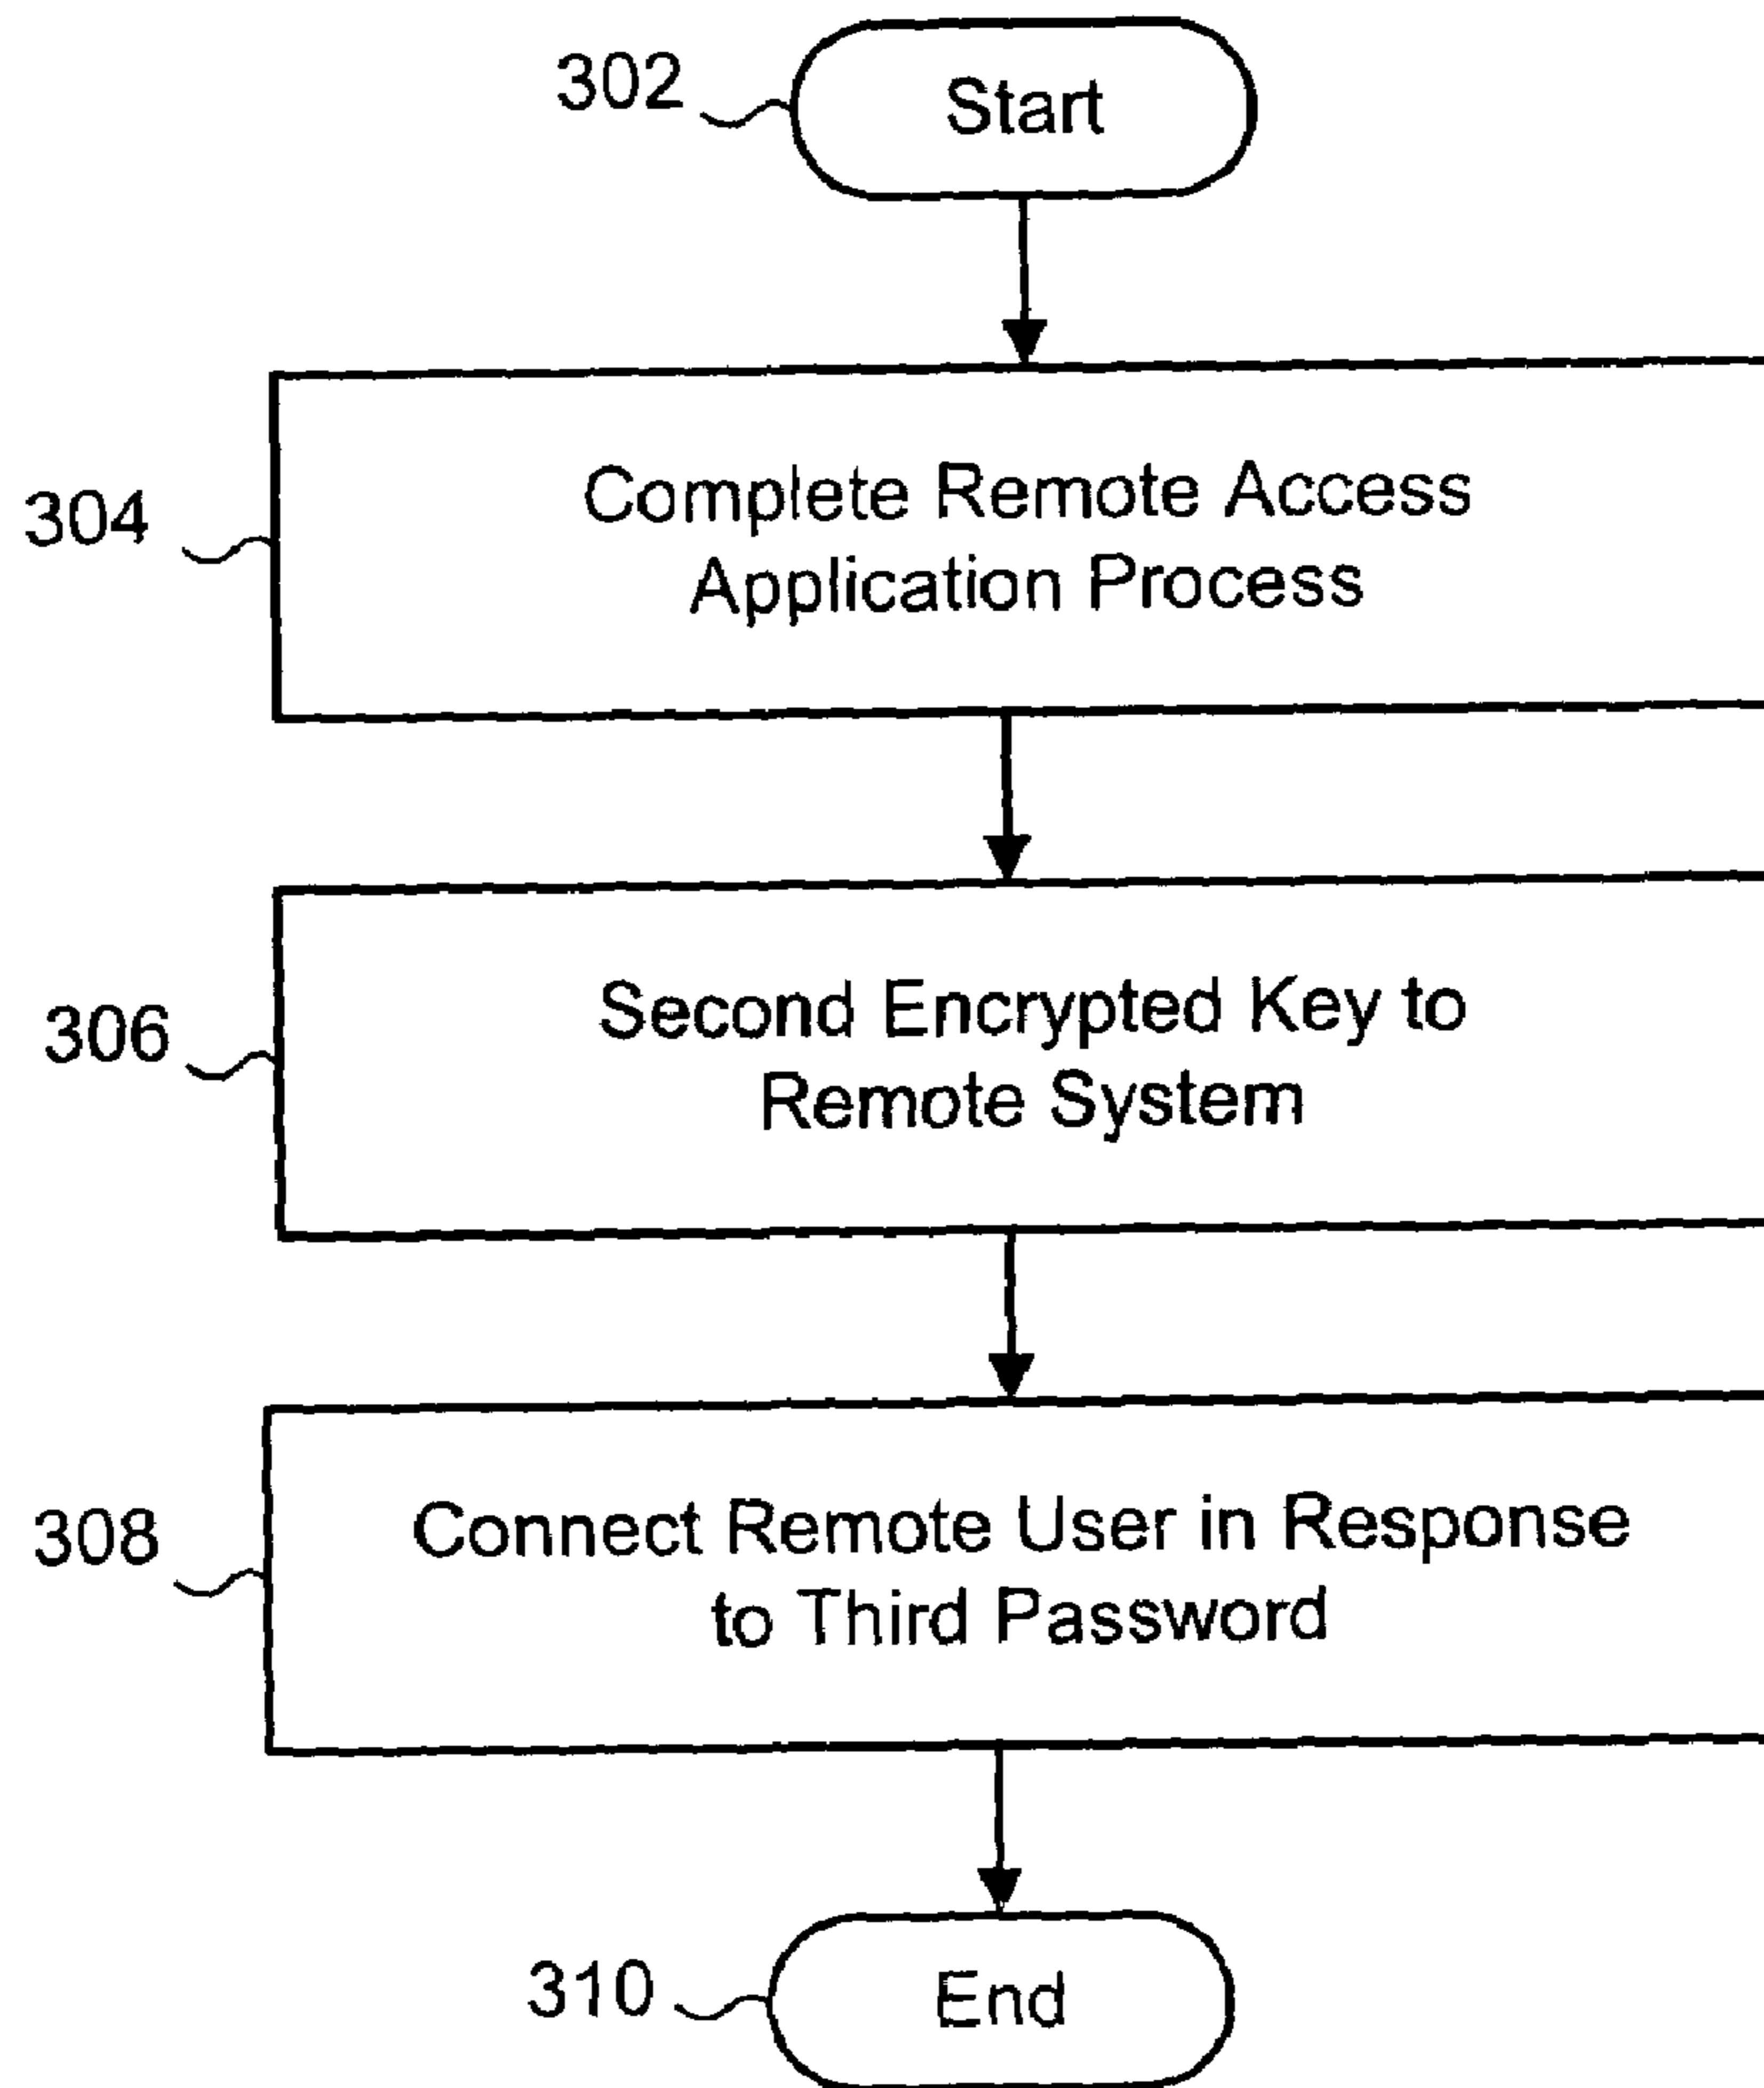 302
Start
304
Complete Remote Access
Application Process
306
Second Encrypted Key to
Remote System
308
Connect Remote User in Response
to Third Password
310
End